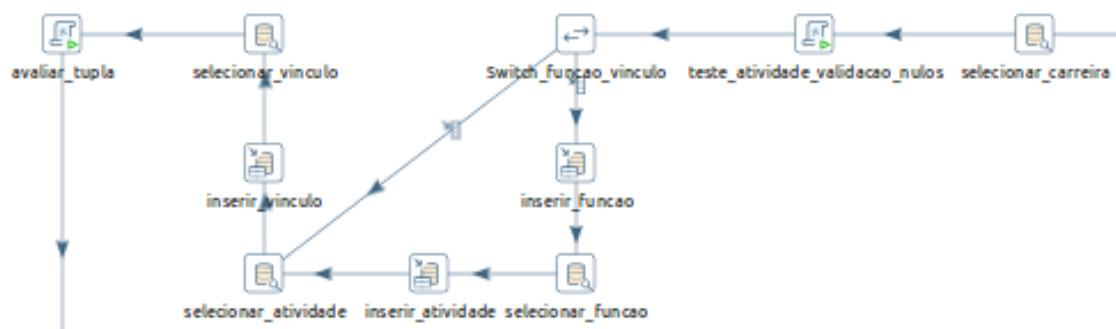 avaliar_tupla
selecionar_vinculo
Switch_funcao_vinculo
teste_atividade_validacao_nulos
selecionar_carreira
inserir_vinculo
inserir_funcao
selecionar_atividade
inserir_atividade
selecionar_funcao